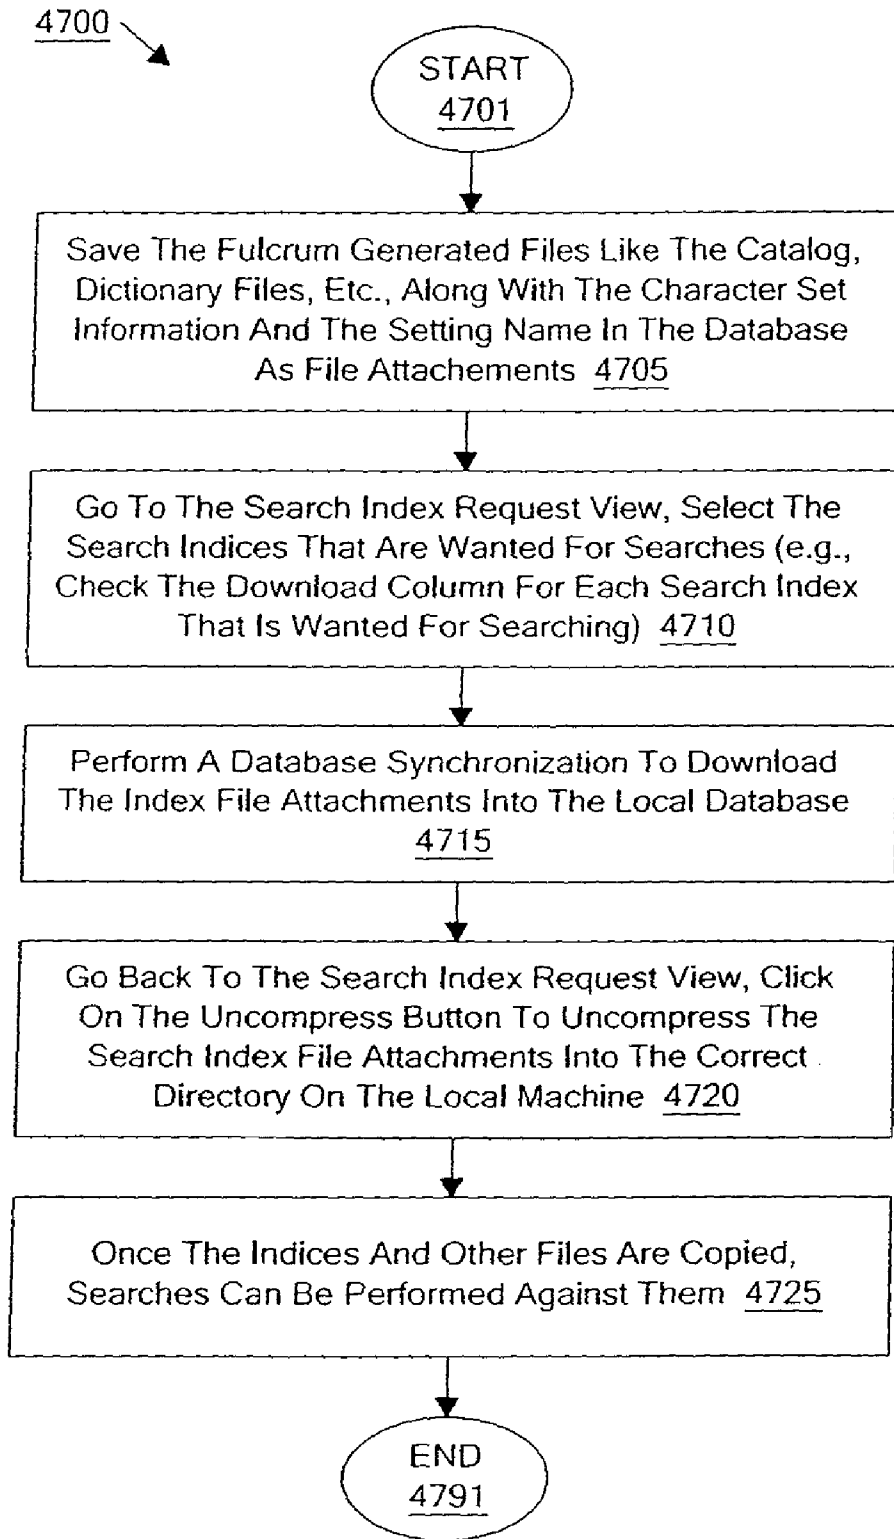 4700
START
4701
Save The Fulcrum Generated Files Like The Catalog,
Dictionary Files, Etc., Along With The Character Set
Information And The Setting Name In The Database
As File Attachements 4705
Go To The Search Index Request View, Select The
Search Indices That Are Wanted For Searches (e.g.,
Check The Download Column For Each Search Index
That Is Wanted For Searching) 4710
Perform A Database Synchronization To Download
The Index File Attachments Into The Local Database
4715
Go Back To The Search Index Request View, Click
On The Uncompress Button To Uncompress The
Search Index File Attachments Into The Correct
Directory On The Local Machine 4720
Once The Indices And Other Files Are Copied,
Searches Can Be Performed Against Them 4725
END
4791